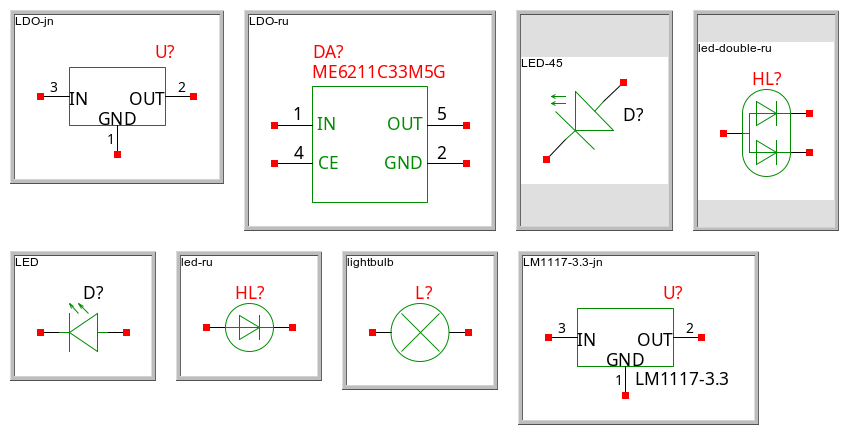 LDO-jn
U?
3
IN
OUT
2
GND
1
LDO-ru
DA?
ME6211C33M5G
1
IN
OUT
5
4
CE
GND
2
LED-45
D?
led-double-ru
HL?
LED
D?
led-ru
HL?
lightbulb
L?
LM1117-3.3-jn
U?
3
IN
OUT
2
GND
1
LM1117-3.3